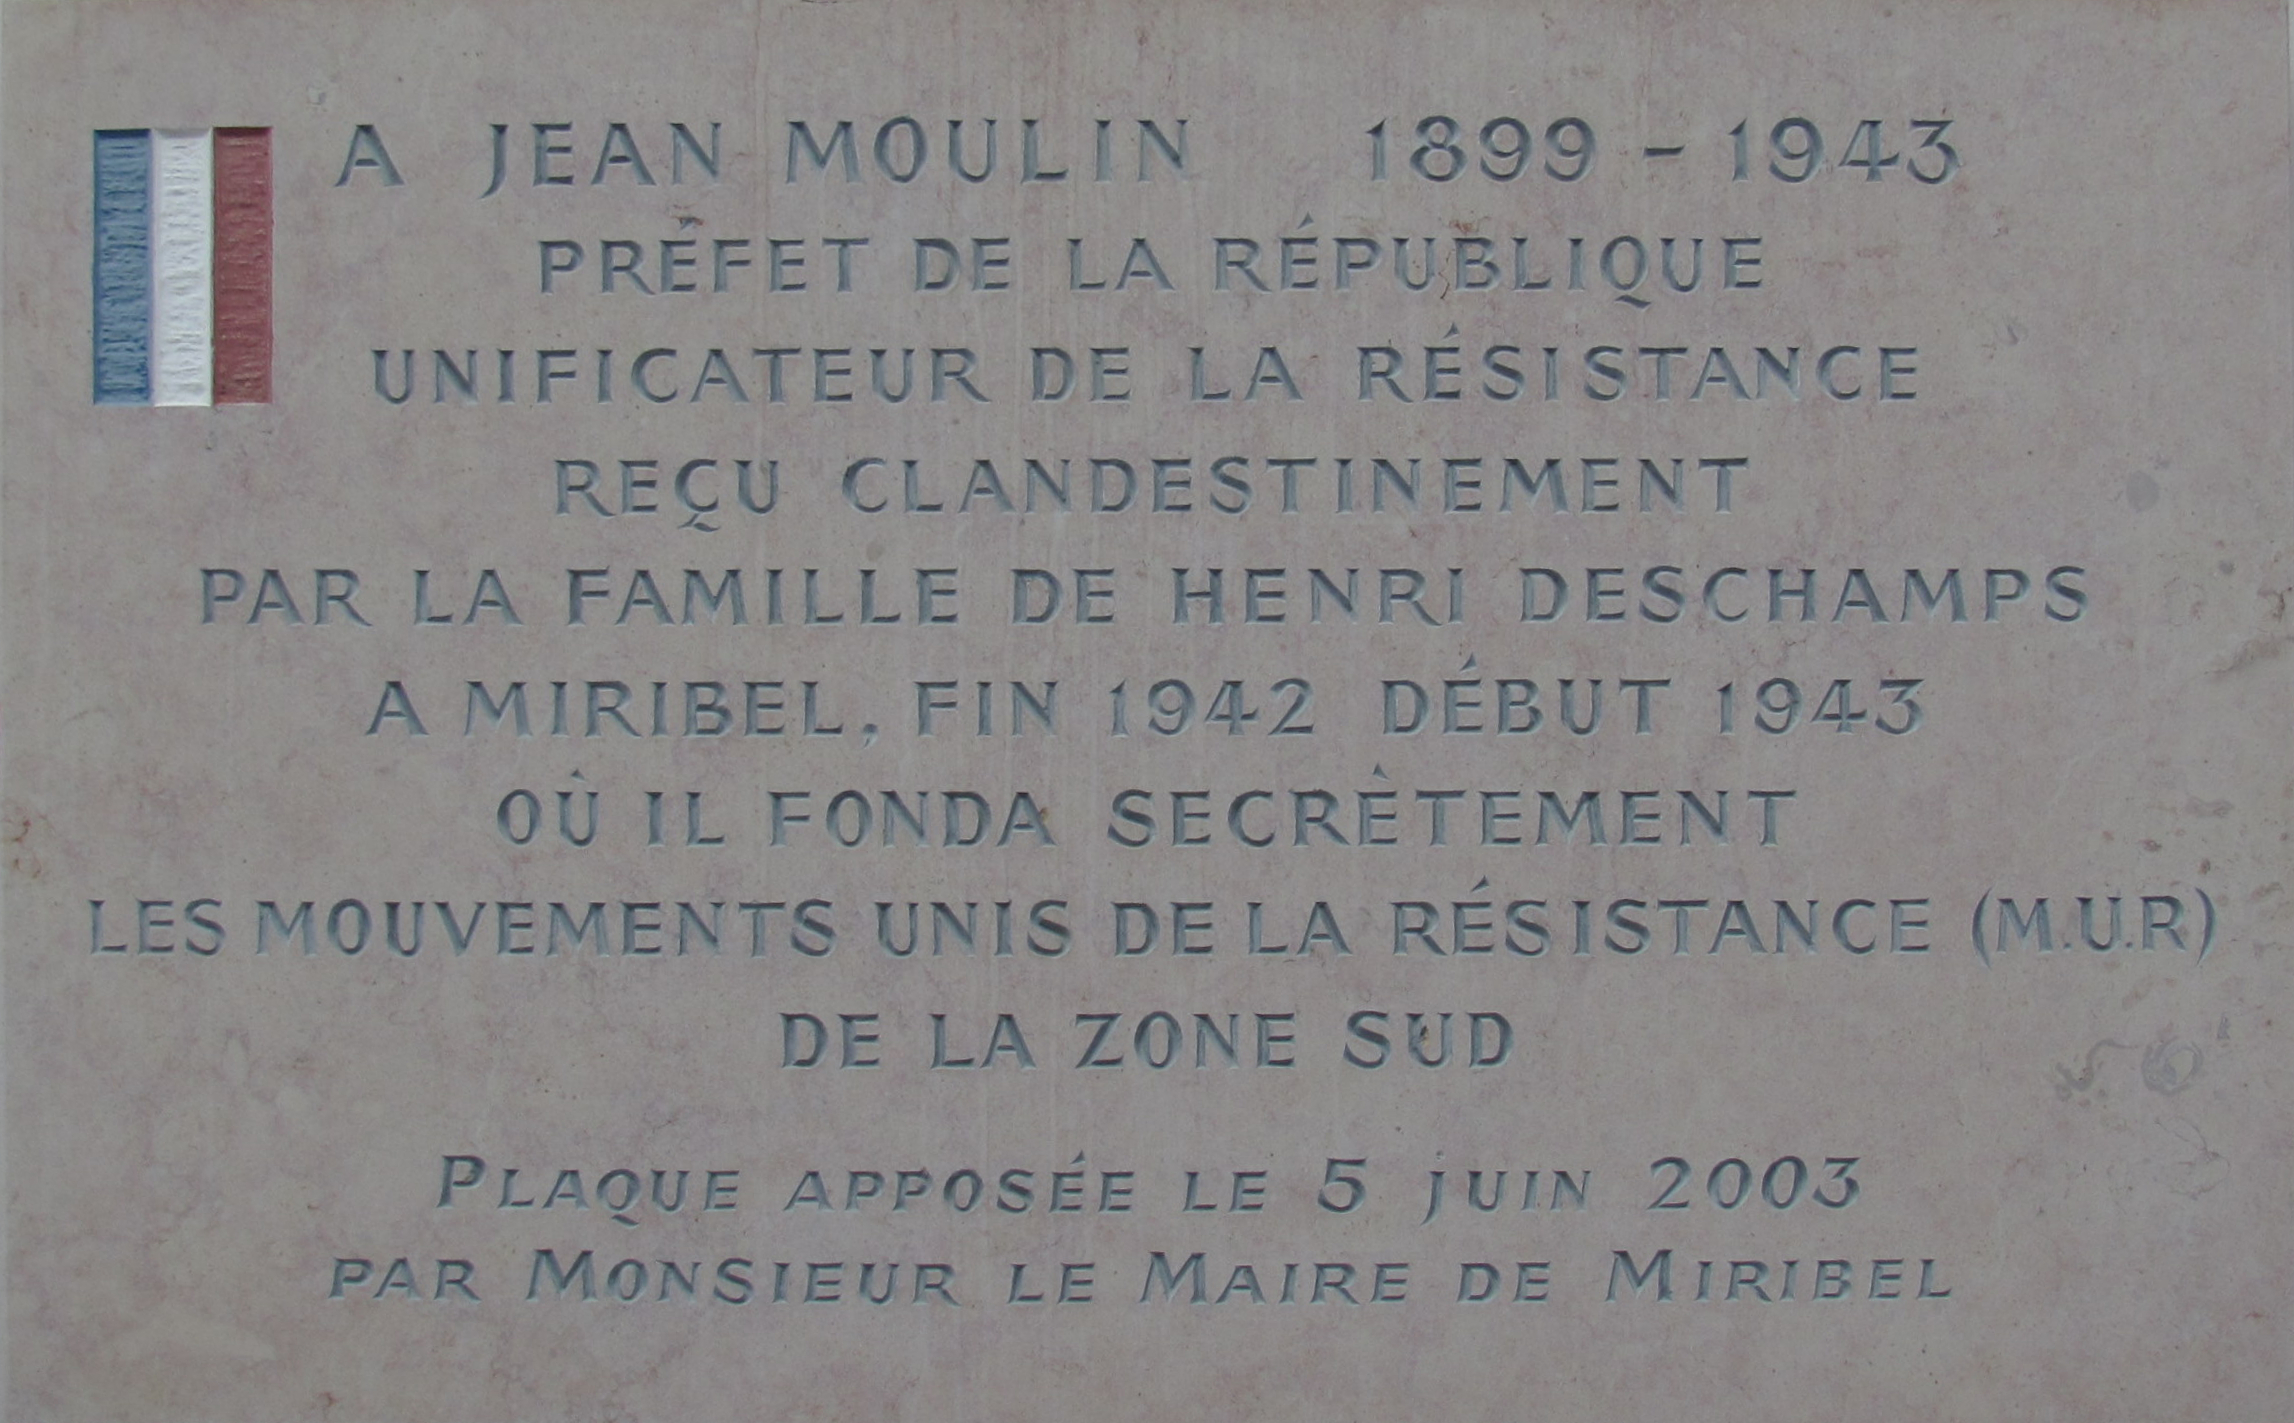 A JEAN MOULIN 1899 - 1943
PRÉFET DE LA RÉPUBLIQUE
UNIFICATEUR DE LA RÉSISTANCE
REÇU CLANDESTINEMENT
PAR LA FAMILLE DE HENRI DESCHAMPS
A MIRIBEL, FIN 1942 DÉBUT 1943
OÙ IL FONDA SECRÈTEMENT
LES MOUVEMENTS UNIS DE LA RÉSISTANCE (M.U.R)
DE LA ZONE SUD
PLAQUE APPOSÉE LE 5 JUIN 2003
PAR MONSIEUR LE MAIRE DE MIRIBEL